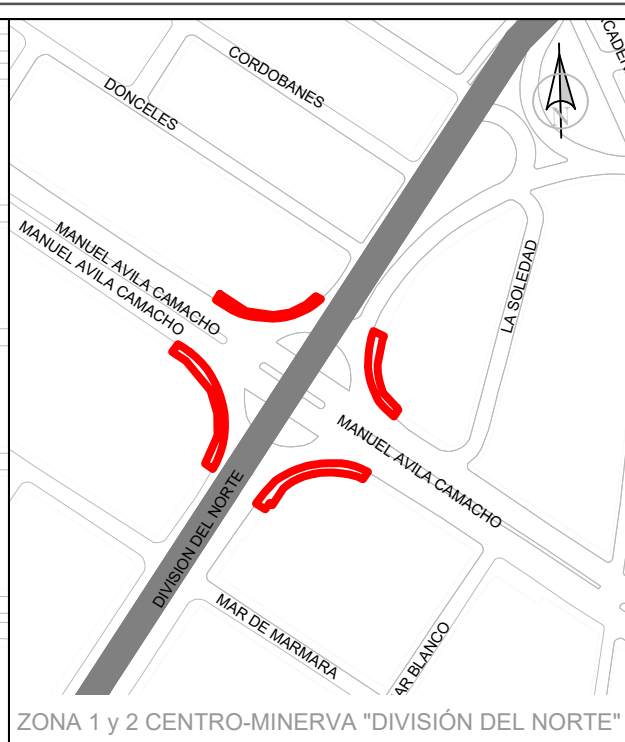 CORDOBANES
DONCELES
N
MANUEL AVILA CAMACHO
MANUEL AVILA CAMACHO
LA SOLEDAD
MANUEL AVILA CAMACHO
DIVISION DEL NORTE
MAR DE MARMARA
ZONA 1 y 2 CENTRO-MINERVA "DIVISIÓN DEL NORTE"